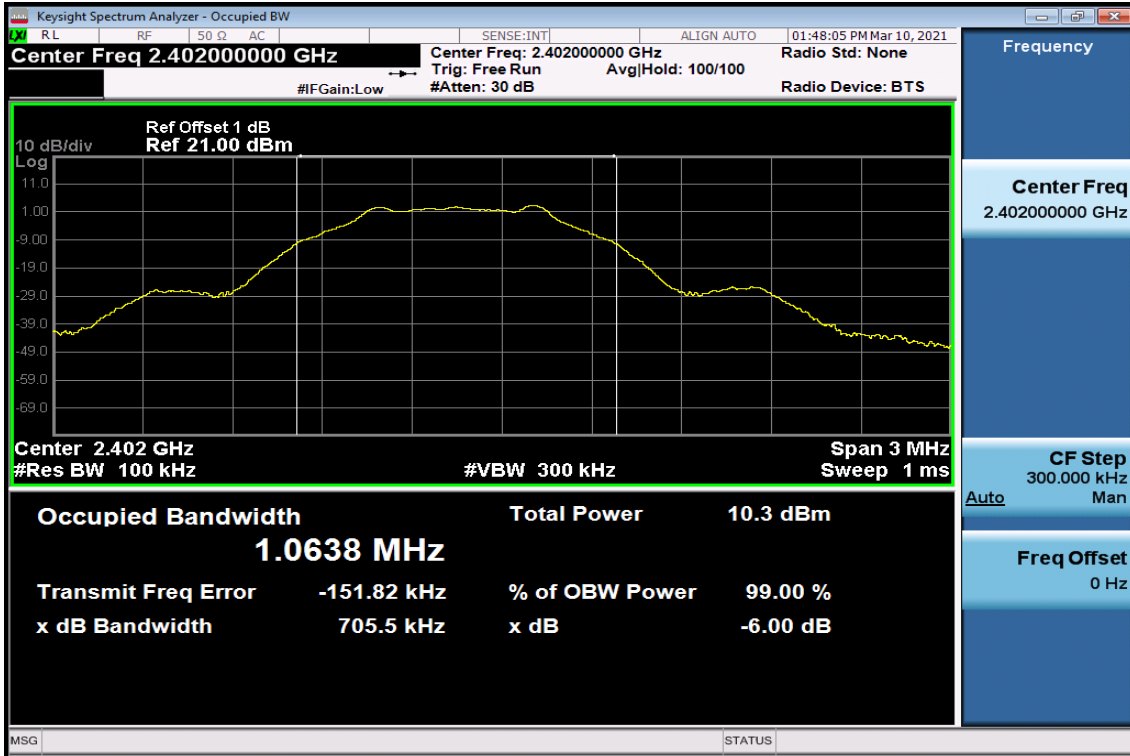 Keysight Spectrum Analyzer - Occupied BW
LXI RL RF 50 Ω AC SENSE:INT ALIGN AUTO 01:48:05 PM Mar 10, 2021
Center Freq 2.402000000 GHz
Center Freq: 2.402000000 GHz Radio Std: None
Trig: Free Run Avg|Hold: 100/100
#IFGain:Low #Atten: 30 dB Radio Device: BTS
Ref Offset 1 dB
10 dB/div Ref 21.00 dBm
Log
11.0
1.00
-9.00
-19.0
-29.0
-39.0
-49.0
-59.0
-69.0
Center 2.402 GHz Span 3 MHz
#Res BW 100 kHz #VBW 300 kHz Sweep 1 ms
Occupied Bandwidth Total Power 10.3 dBm
1.0638 MHz
Transmit Freq Error -151.82 kHz % of OBW Power 99.00 %
x dB Bandwidth 705.5 kHz x dB -6.00 dB
MSG STATUS
Frequency
Center Freq
2.402000000 GHz
CF Step
300.000 kHz
Auto Man
Freq Offset
0 Hz